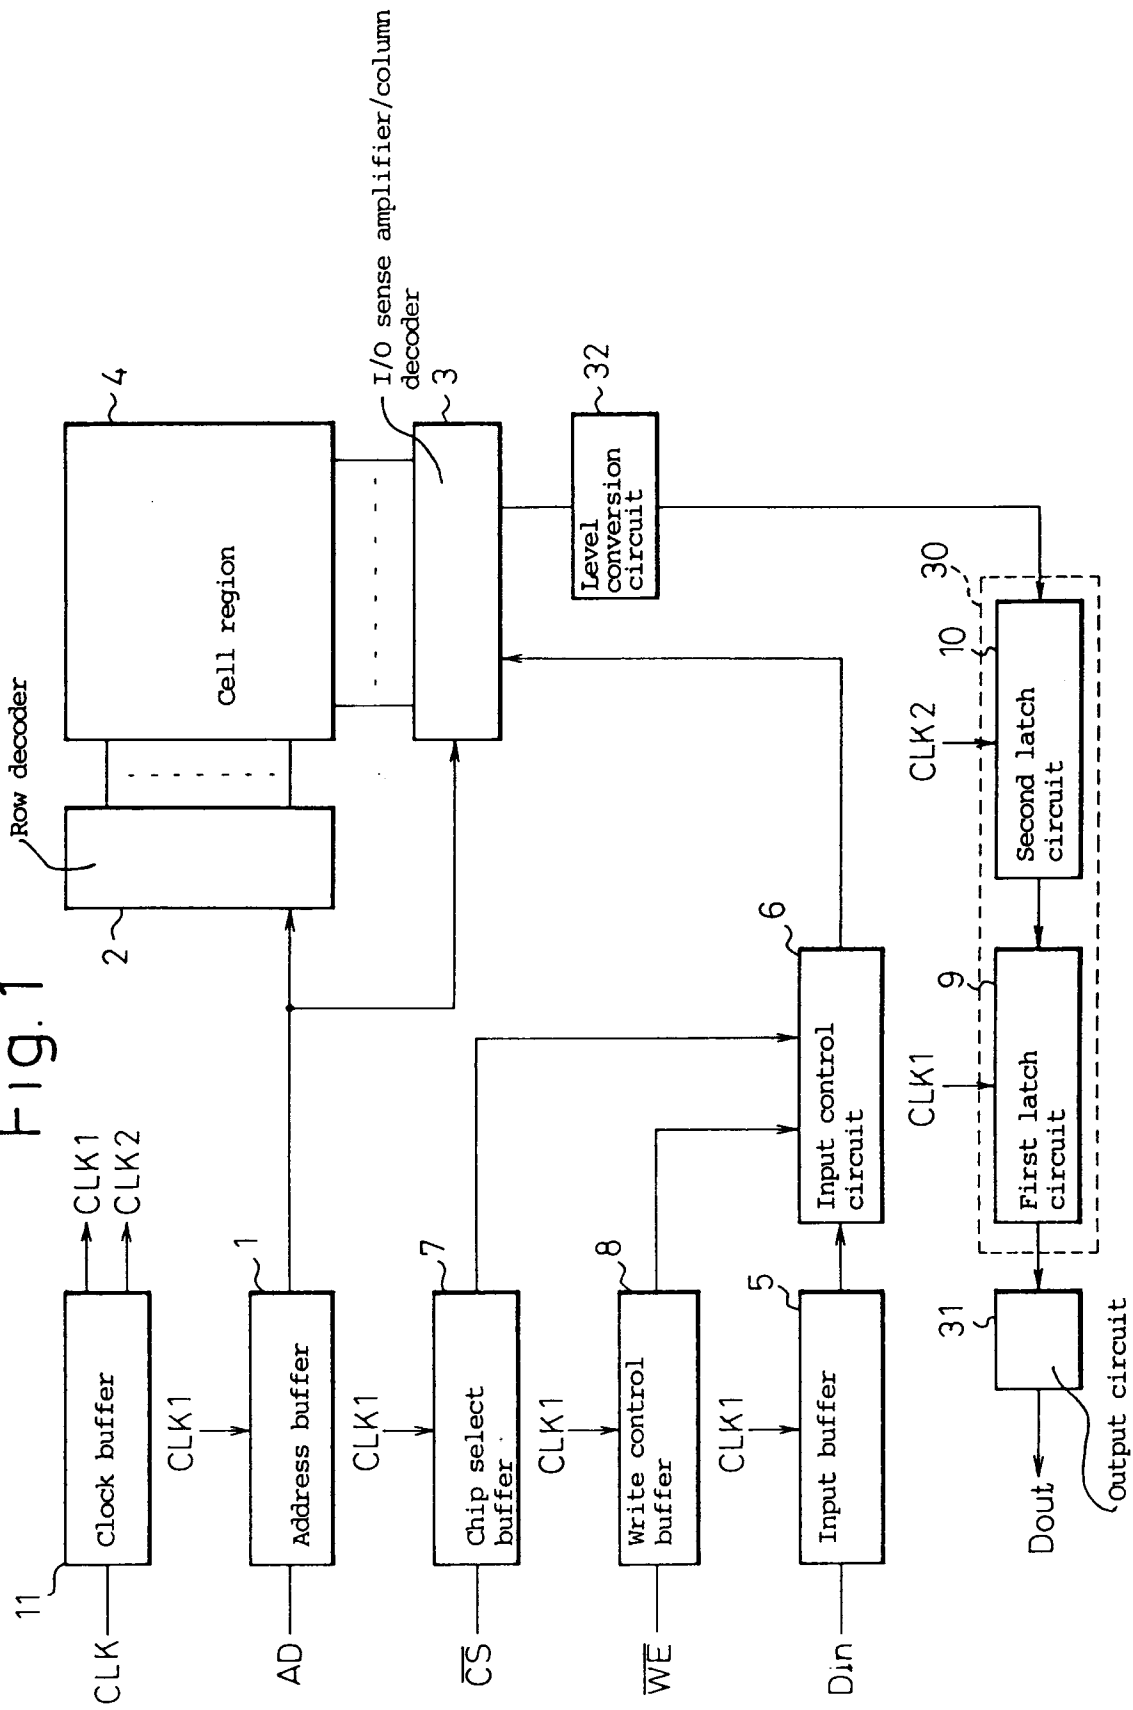 Fig. 1
11
CLK
Clock buffer
CLK1
CLK2
2
Row decoder
4
Cell region
AD
CLK1
Address buffer
1
I/O sense amplifier/column
decoder
3
CS
CLK1
Chip select
buffer
7
Level
conversion
circuit
32
WE
CLK1
Write control
buffer
8
Din
CLK1
Input buffer
5
Input control
circuit
6
Dout
31
Output circuit
CLK1
9
First latch
circuit
CLK2
10
30
Second latch
circuit